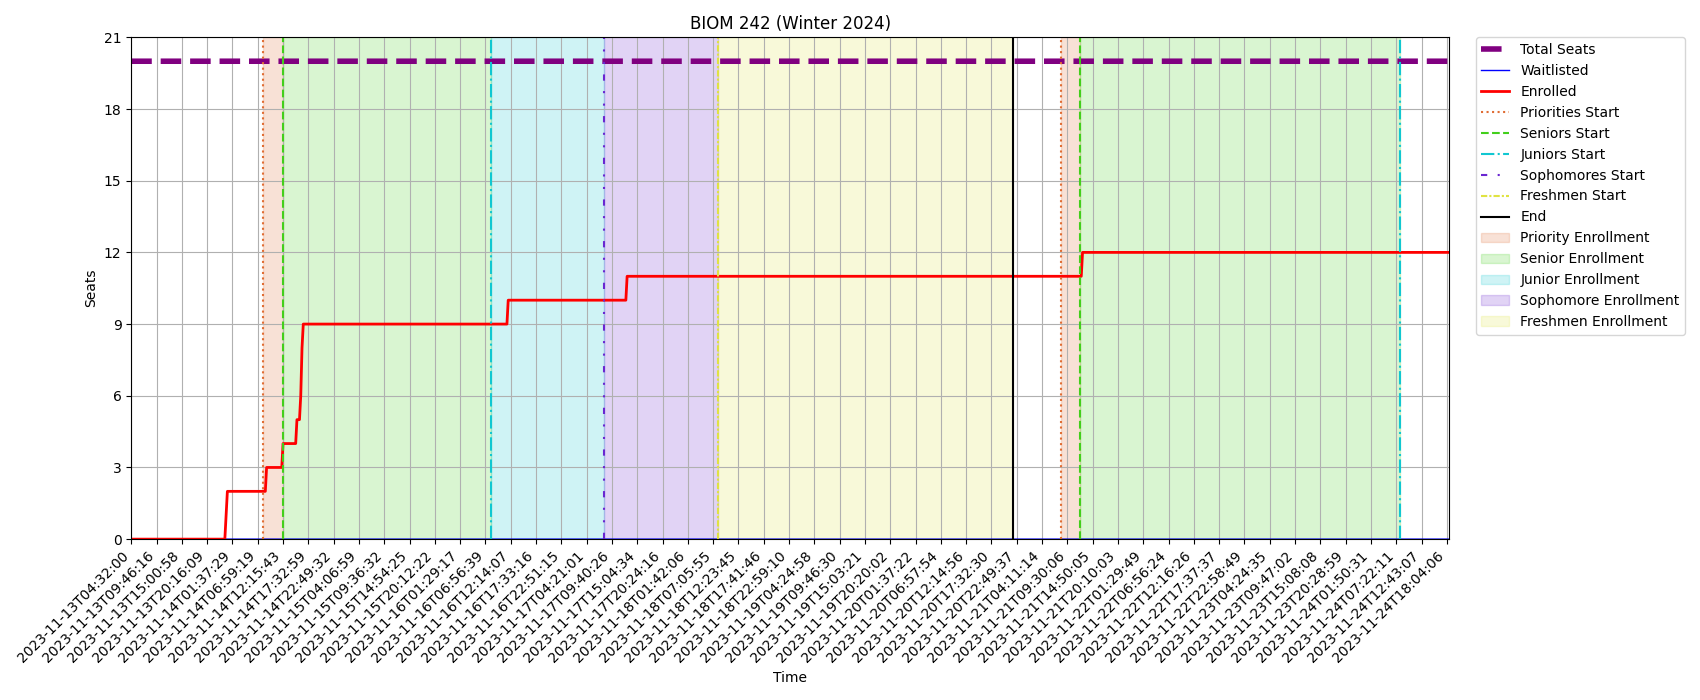 BIOM 242 (Winter 2024)
21
18
15
12
9
6
3
0
Seats
2023-11-13T04:32:00
2023-11-13T09:46:16
2023-11-13T15:00:58
2023-11-13T20:16:09
2023-11-14T01:37:29
2023-11-14T06:59:19
2023-11-14T12:15:43
2023-11-14T17:32:59
2023-11-14T22:49:32
2023-11-15T04:06:59
2023-11-15T09:36:32
2023-11-15T14:54:25
2023-11-15T20:12:22
2023-11-16T01:29:17
2023-11-16T06:56:39
2023-11-16T12:14:07
2023-11-16T17:33:16
2023-11-16T22:51:15
2023-11-17T04:21:01
2023-11-17T09:40:26
2023-11-17T15:04:34
2023-11-17T20:24:16
2023-11-18T01:42:06
2023-11-18T07:05:55
2023-11-18T12:23:45
2023-11-18T17:41:46
2023-11-18T22:59:10
2023-11-19T04:24:58
2023-11-19T09:46:30
2023-11-19T15:03:21
2023-11-19T20:20:02
2023-11-20T01:37:22
2023-11-20T06:57:54
2023-11-20T12:14:56
2023-11-20T17:32:30
2023-11-20T22:49:37
2023-11-21T04:11:14
2023-11-21T09:30:06
2023-11-21T14:50:05
2023-11-21T20:10:03
2023-11-22T01:29:49
2023-11-22T06:56:24
2023-11-22T12:16:26
2023-11-22T17:37:37
2023-11-22T22:58:49
2023-11-23T04:24:35
2023-11-23T09:47:02
2023-11-23T15:08:08
2023-11-23T20:28:59
2023-11-24T01:50:31
2023-11-24T07:22:11
2023-11-24T12:43:07
2023-11-24T18:04:06
Time
Total Seats
Waitlisted
Enrolled
Priorities Start
Seniors Start
Juniors Start
Sophomores Start
Freshmen Start
End
Priority Enrollment
Senior Enrollment
Junior Enrollment
Sophomore Enrollment
Freshmen Enrollment